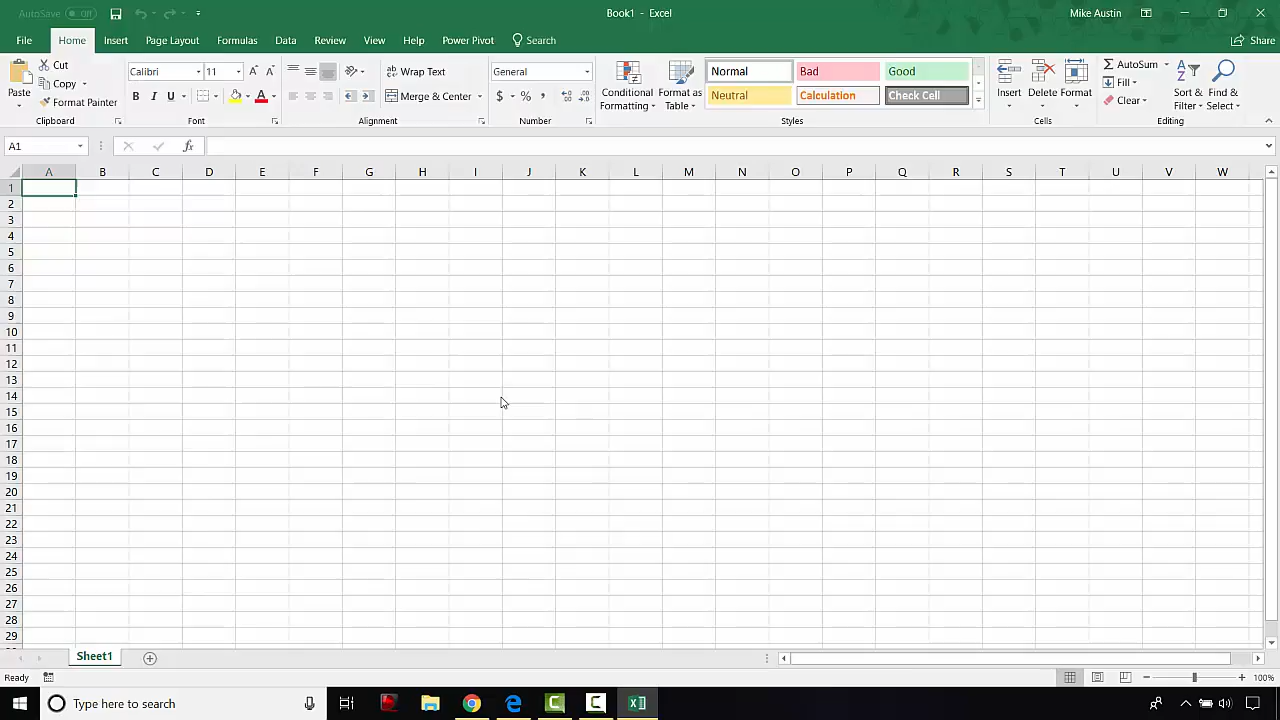 AutoSave Off
Book1 - Excel
Mike Austin
File Home Insert Page Layout Formulas Data Review View Help Power Pivot Search Share
Paste
Cut
Copy
Format Painter
Clipboard
Calibri 11
B I U
Font
Wrap Text
Merge & Center
Alignment
General
$ % ,
Number
Conditional Formatting
Format as Table
Normal Bad Good
Neutral Calculation Check Cell
Styles
Insert Delete Format
Cells
AutoSum
Fill
Clear
Sort & Filter
Find & Select
Editing
A1
fx
A B C D E F G H I J K L M N O P Q R S T U V W
1
2
3
4
5
6
7
8
9
10
11
12
13
14
15
16
17
18
19
20
21
22
23
24
25
26
27
28
29
Sheet1
Ready
100%
Type here to search